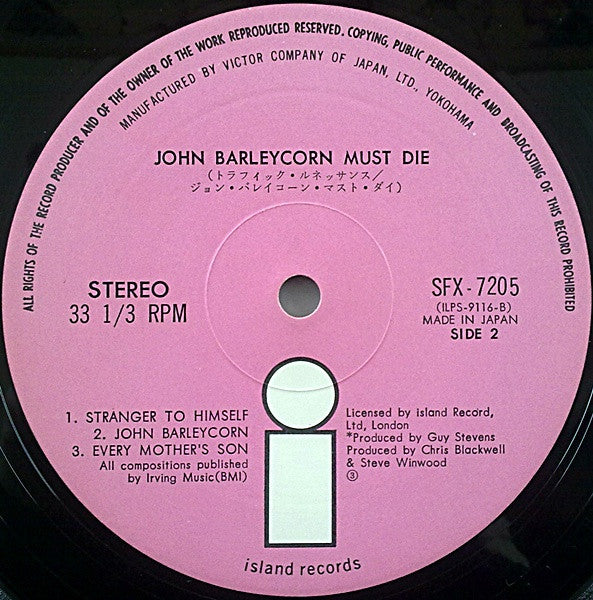 ALL RIGHTS OF THE RECORD PRODUCER AND OF THE OWNER OF THE WORK REPRODUCED RESERVED. COPYING, PUBLIC PERFORMANCE AND BROADCASTING OF THIS RECORD PROHIBITED
MANUFACTURED BY VICTOR COMPANY OF JAPAN, LTD., YOKOHAMA
JOHN BARLEYCORN MUST DIE
(トラフィック・ルネッサンス/
ジョン・バレイコーン・マスト・ダイ)
STEREO
33 1/3 RPM
SFX-7205
(ILPS-9116-B)
MADE IN JAPAN
SIDE 2
1. STRANGER TO HIMSELF
2. JOHN BARLEYCORN
3. EVERY MOTHER'S SON
All compositions published
by Irving Music(BMI)
Licensed by island Record,
Ltd, London
*Produced by Guy Stevens
Produced by Chris Blackwell
& Steve Winwood
③
i
island records